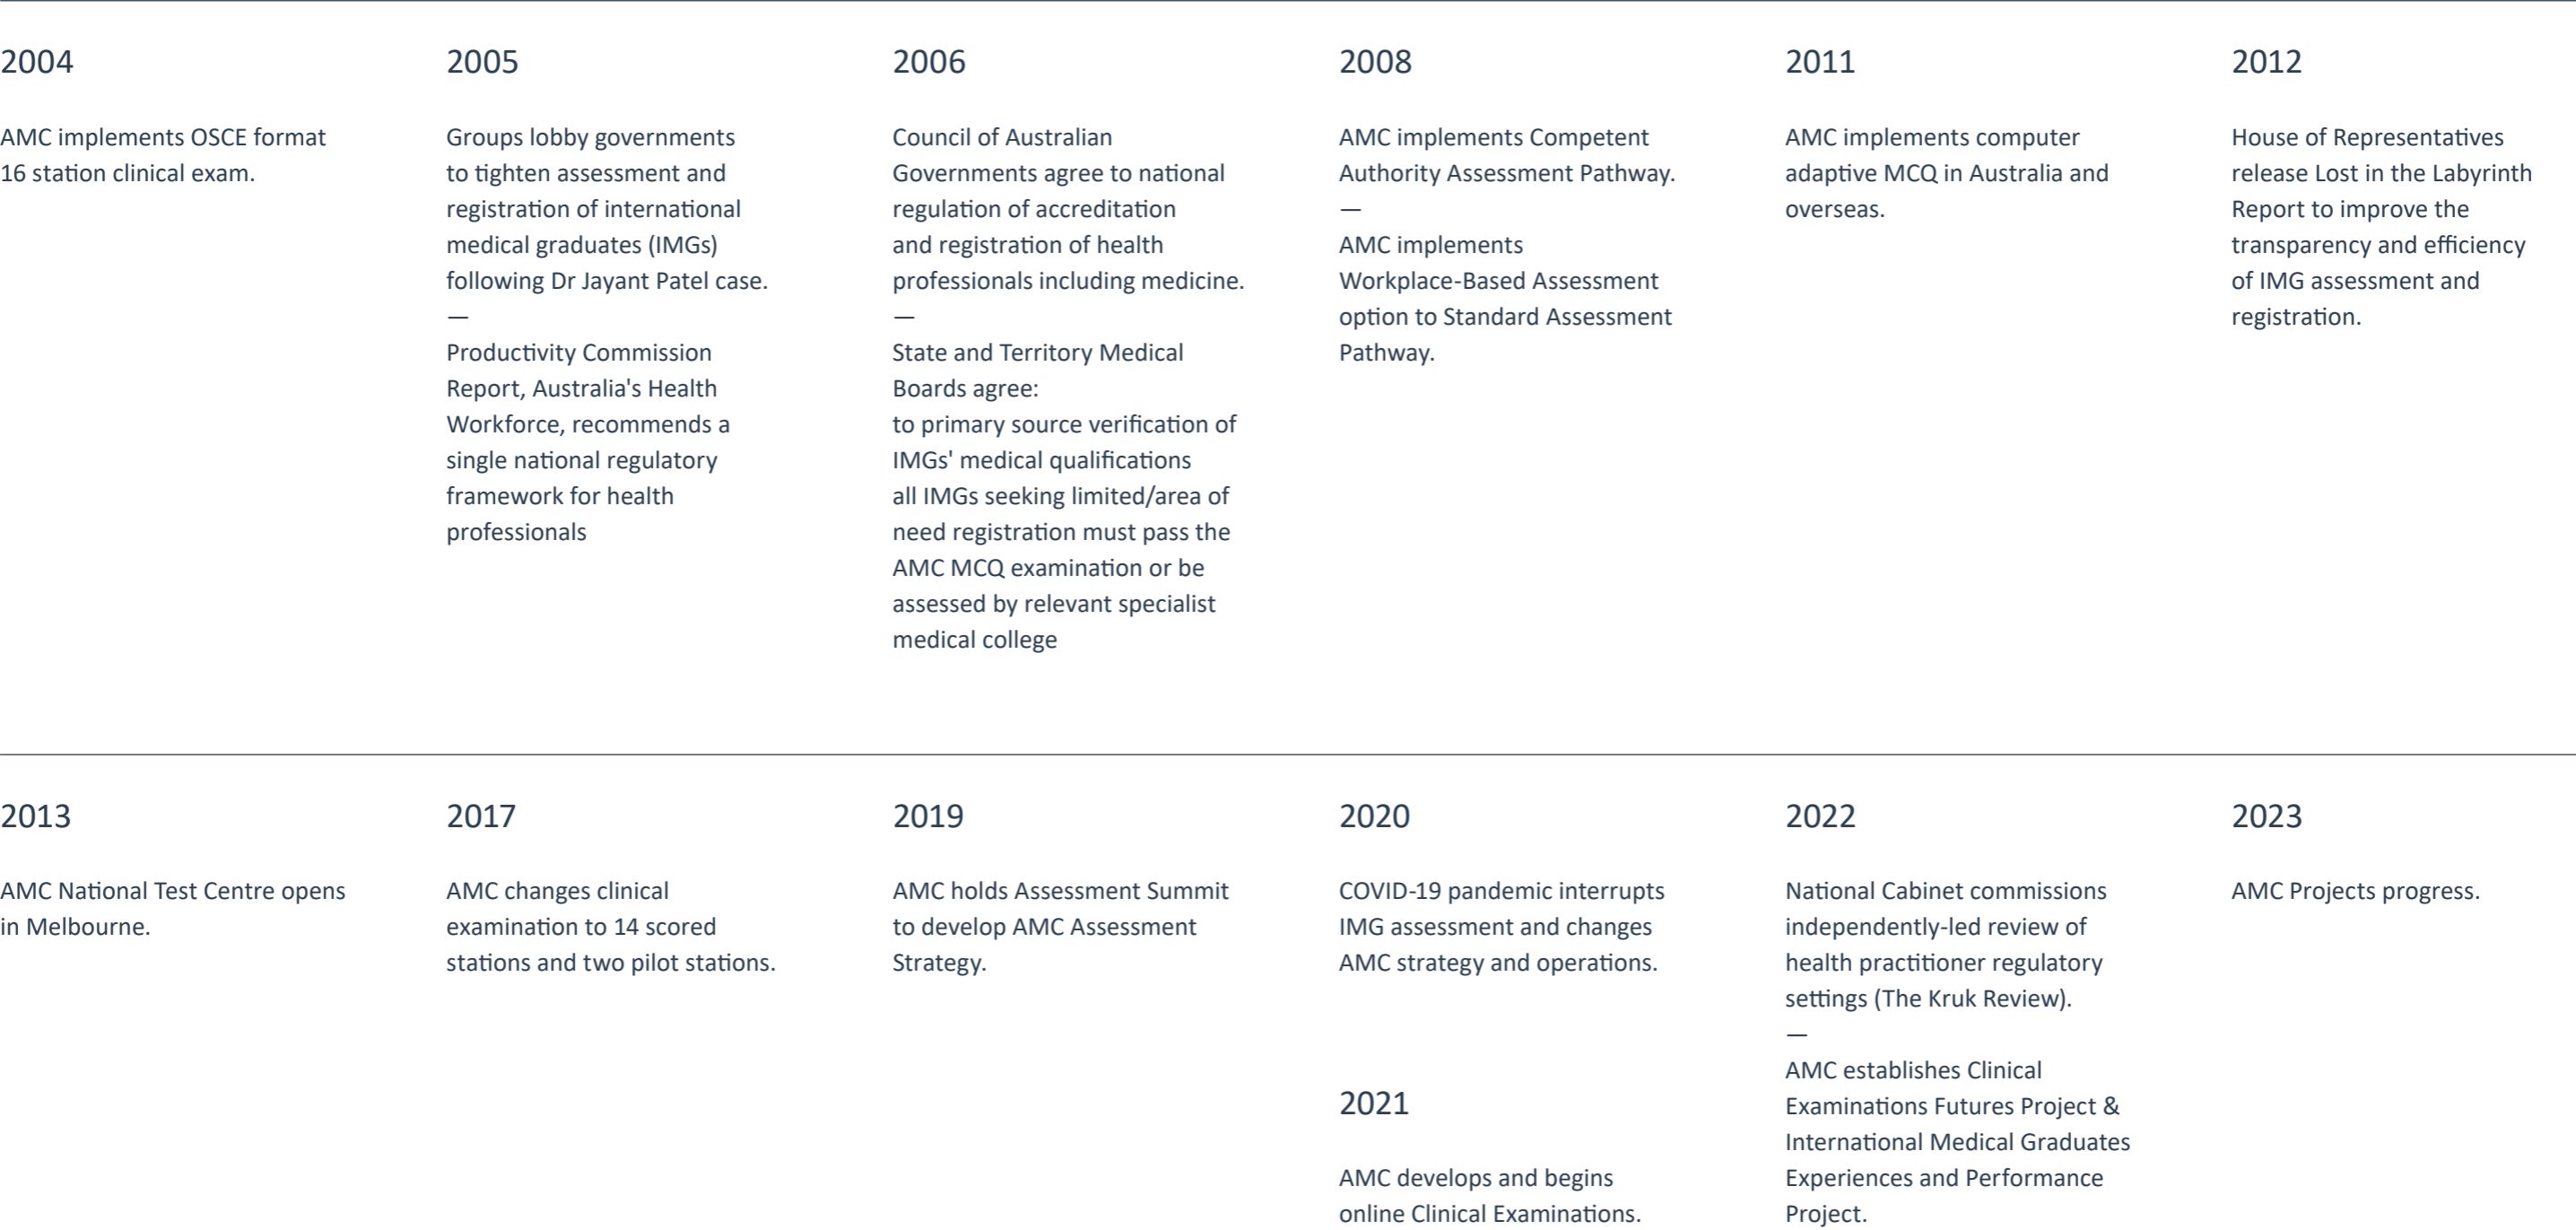 2004
AMC implements OSCE format
16 station clinical exam.
2005
Groups lobby governments
to tighten assessment and
registration of international
medical graduates (IMGs)
following Dr Jayant Patel case.
—
Productivity Commission
Report, Australia's Health
Workforce, recommends a
single national regulatory
framework for health
professionals
2006
Council of Australian
Governments agree to national
regulation of accreditation
and registration of health
professionals including medicine.
—
State and Territory Medical
Boards agree:
to primary source verification of
IMGs' medical qualifications
all IMGs seeking limited/area of
need registration must pass the
AMC MCQ examination or be
assessed by relevant specialist
medical college
2008
AMC implements Competent
Authority Assessment Pathway.
—
AMC implements
Workplace-Based Assessment
option to Standard Assessment
Pathway.
2011
AMC implements computer
adaptive MCQ in Australia and
overseas.
2012
House of Representatives
release Lost in the Labyrinth
Report to improve the
transparency and efficiency
of IMG assessment and
registration.
2013
AMC National Test Centre opens
in Melbourne.
2017
AMC changes clinical
examination to 14 scored
stations and two pilot stations.
2019
AMC holds Assessment Summit
to develop AMC Assessment
Strategy.
2020
COVID-19 pandemic interrupts
IMG assessment and changes
AMC strategy and operations.
2021
AMC develops and begins
online Clinical Examinations.
2022
National Cabinet commissions
independently-led review of
health practitioner regulatory
settings (The Kruk Review).
—
AMC establishes Clinical
Examinations Futures Project &
International Medical Graduates
Experiences and Performance
Project.
2023
AMC Projects progress.